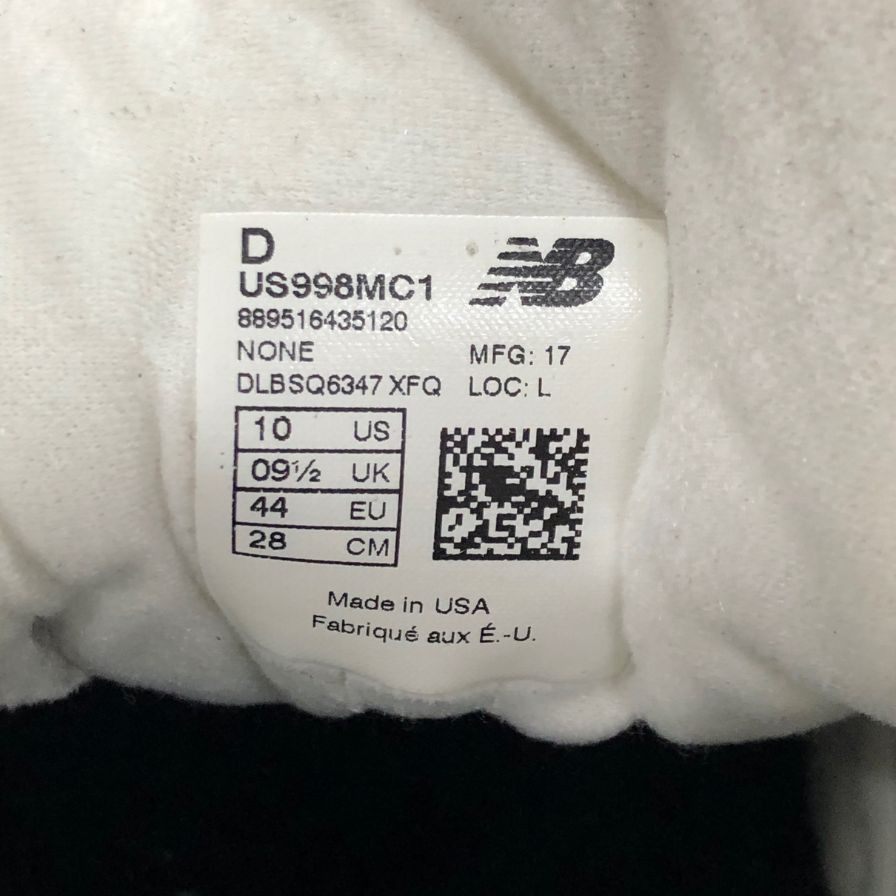 D
US998MC1
NB
889516435120
NONE
MFG: 17
DLBSQ6347 XFQ
LOC: L
10 US
09½ UK
44 EU
28 CM
Made in USA
Fabriqué aux É.-U.